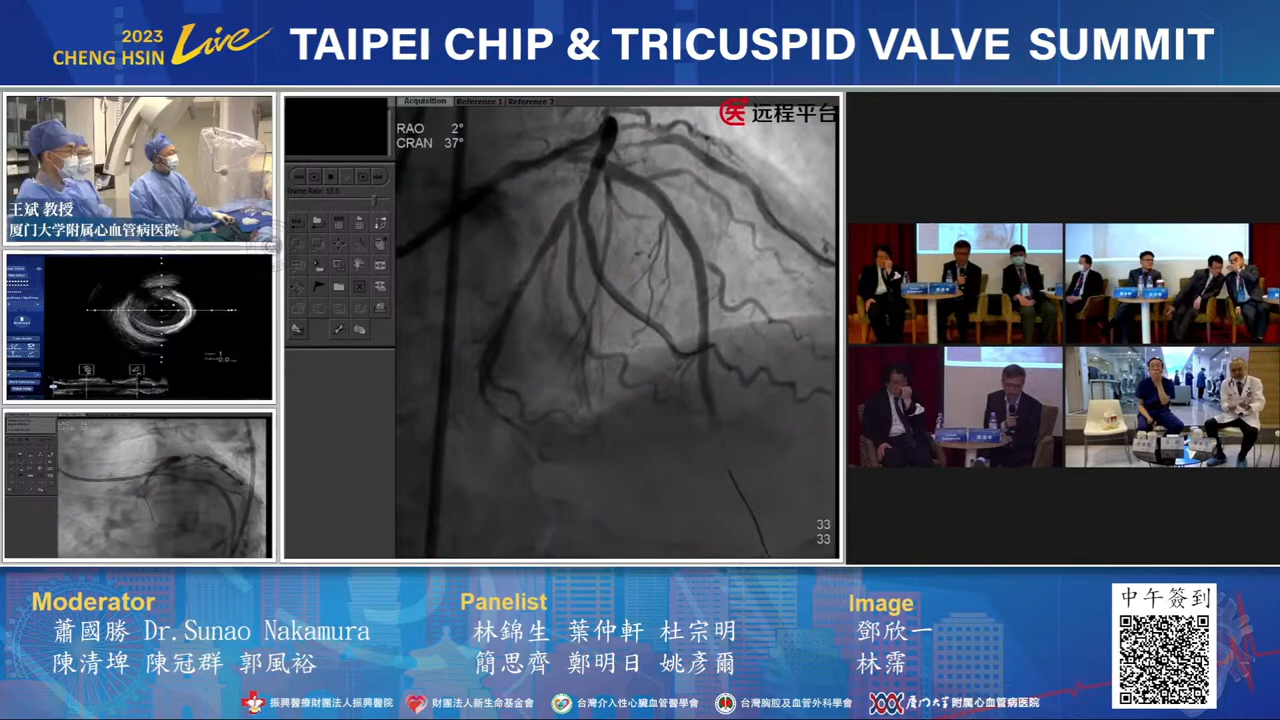 2023
CHENG HSIN
Live
TAIPEI CHIP & TRICUSPID VALVE SUMMIT
王斌 教授
厦门大学附属心血管病医院
Acquisition
Reference 1
Reference 2
医 远程平台
RAO 2°
CRAN 37°
Frame Rate: 15.0
33
33
Moderator
蕭國勝 Dr.Sunao Nakamura
陳清埤 陳冠群 郭風裕
Panelist
林錦生 葉仲軒 杜宗明
簡思齊 鄭明日 姚彥爾
Image
鄧欣一
林霈
中午簽到
振興醫療財團法人振興醫院
財團法人新生命基金會
台灣介入性心臟血管醫學會
台灣胸腔及血管外科學會
厦门大学附属心血管病医院